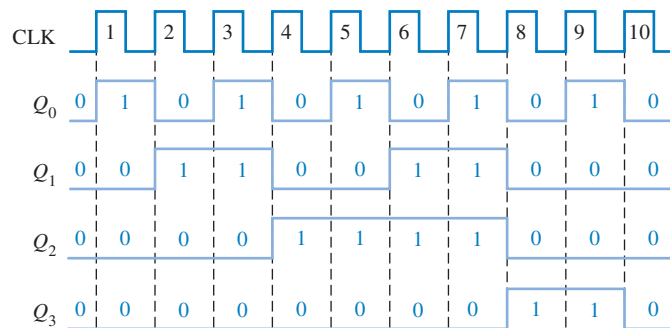 CLK 1 2 3 4 5 6 7 8 9 10
Q0 0 1 0 1 0 1 0 1 0 1 0
Q1 0 0 1 1 0 0 1 1 0 0 0
Q2 0 0 0 0 1 1 1 1 0 0 0
Q3 0 0 0 0 0 0 0 0 1 1 0